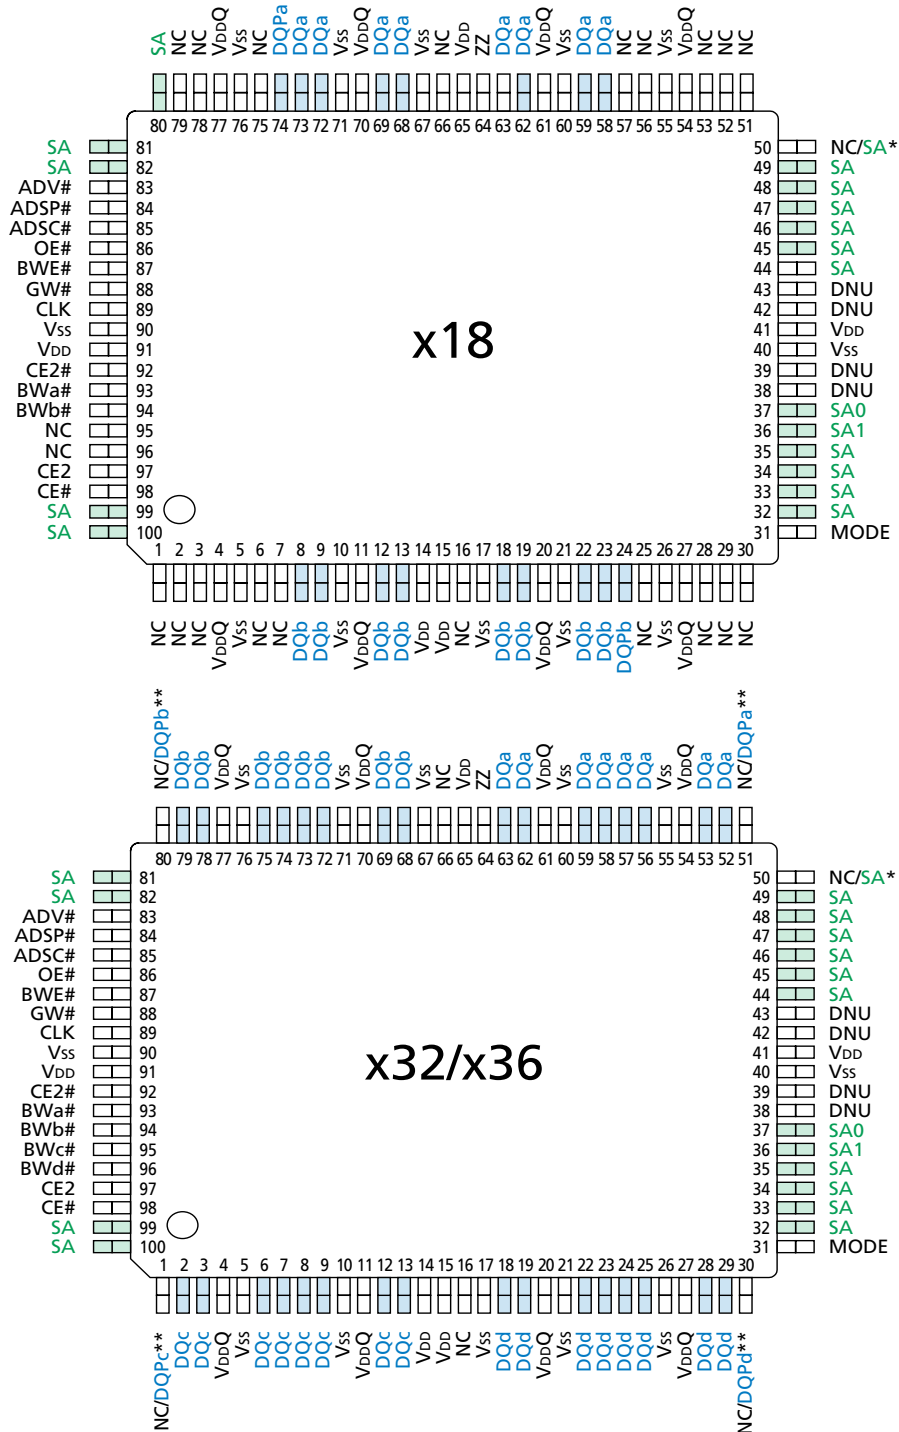 SA NC NC VDDQ VSS NC DQPa DQa DQa VSS VDDQ DQa DQa VSS NC VDD ZZ DQa DQa VDDQ VSS DQa DQa NC NC VSS VDDQ NC NC NC
80 79 78 77 76 75 74 73 72 71 70 69 68 67 66 65 64 63 62 61 60 59 58 57 56 55 54 53 52 51
SA 81 50 NC/SA*
SA 82 49 SA
ADV# 83 48 SA
ADSP# 84 47 SA
ADSC# 85 46 SA
OE# 86 45 SA
BWE# 87 44 SA
GW# 88 43 DNU
CLK 89 42 DNU
VSS 90 41 VDD
x18
VDD 91 40 VSS
CE2# 92 39 DNU
BWa# 93 38 DNU
BWb# 94 37 SA0
NC 95 36 SA1
NC 96 35 SA
CE2 97 34 SA
CE# 98 33 SA
SA 99 32 SA
SA 100 31 MODE
1 2 3 4 5 6 7 8 9 10 11 12 13 14 15 16 17 18 19 20 21 22 23 24 25 26 27 28 29 30
NC NC NC VDDQ VSS NC NC DQb DQb VSS VDDQ DQb DQb VDD VDD NC VSS DQb DQb VDDQ VSS DQb DQb DQPb NC VSS VDDQ NC NC NC
NC/DQPb** DQb DQb VDDQ VSS DQb DQb DQb DQb VSS VDDQ DQb DQb VSS NC VDD ZZ DQa DQa VDDQ VSS DQa DQa DQa DQa VSS VDDQ DQa DQa NC/DQPa**
80 79 78 77 76 75 74 73 72 71 70 69 68 67 66 65 64 63 62 61 60 59 58 57 56 55 54 53 52 51
SA 81 50 NC/SA*
SA 82 49 SA
ADV# 83 48 SA
ADSP# 84 47 SA
ADSC# 85 46 SA
OE# 86 45 SA
BWE# 87 44 SA
GW# 88 43 DNU
CLK 89 42 DNU
VSS 90 41 VDD
x32/x36
VDD 91 40 VSS
CE2# 92 39 DNU
BWa# 93 38 DNU
BWb# 94 37 SA0
BWc# 95 36 SA1
BWd# 96 35 SA
CE2 97 34 SA
CE# 98 33 SA
SA 99 32 SA
SA 100 31 MODE
1 2 3 4 5 6 7 8 9 10 11 12 13 14 15 16 17 18 19 20 21 22 23 24 25 26 27 28 29 30
NC/DQPc** DQc DQc VDDQ VSS DQc DQc DQc DQc VSS VDDQ DQc DQc VDD VDD NC VSS DQd DQd VDDQ VSS DQd DQd DQd DQd VSS VDDQ DQd DQd NC/DQPd**